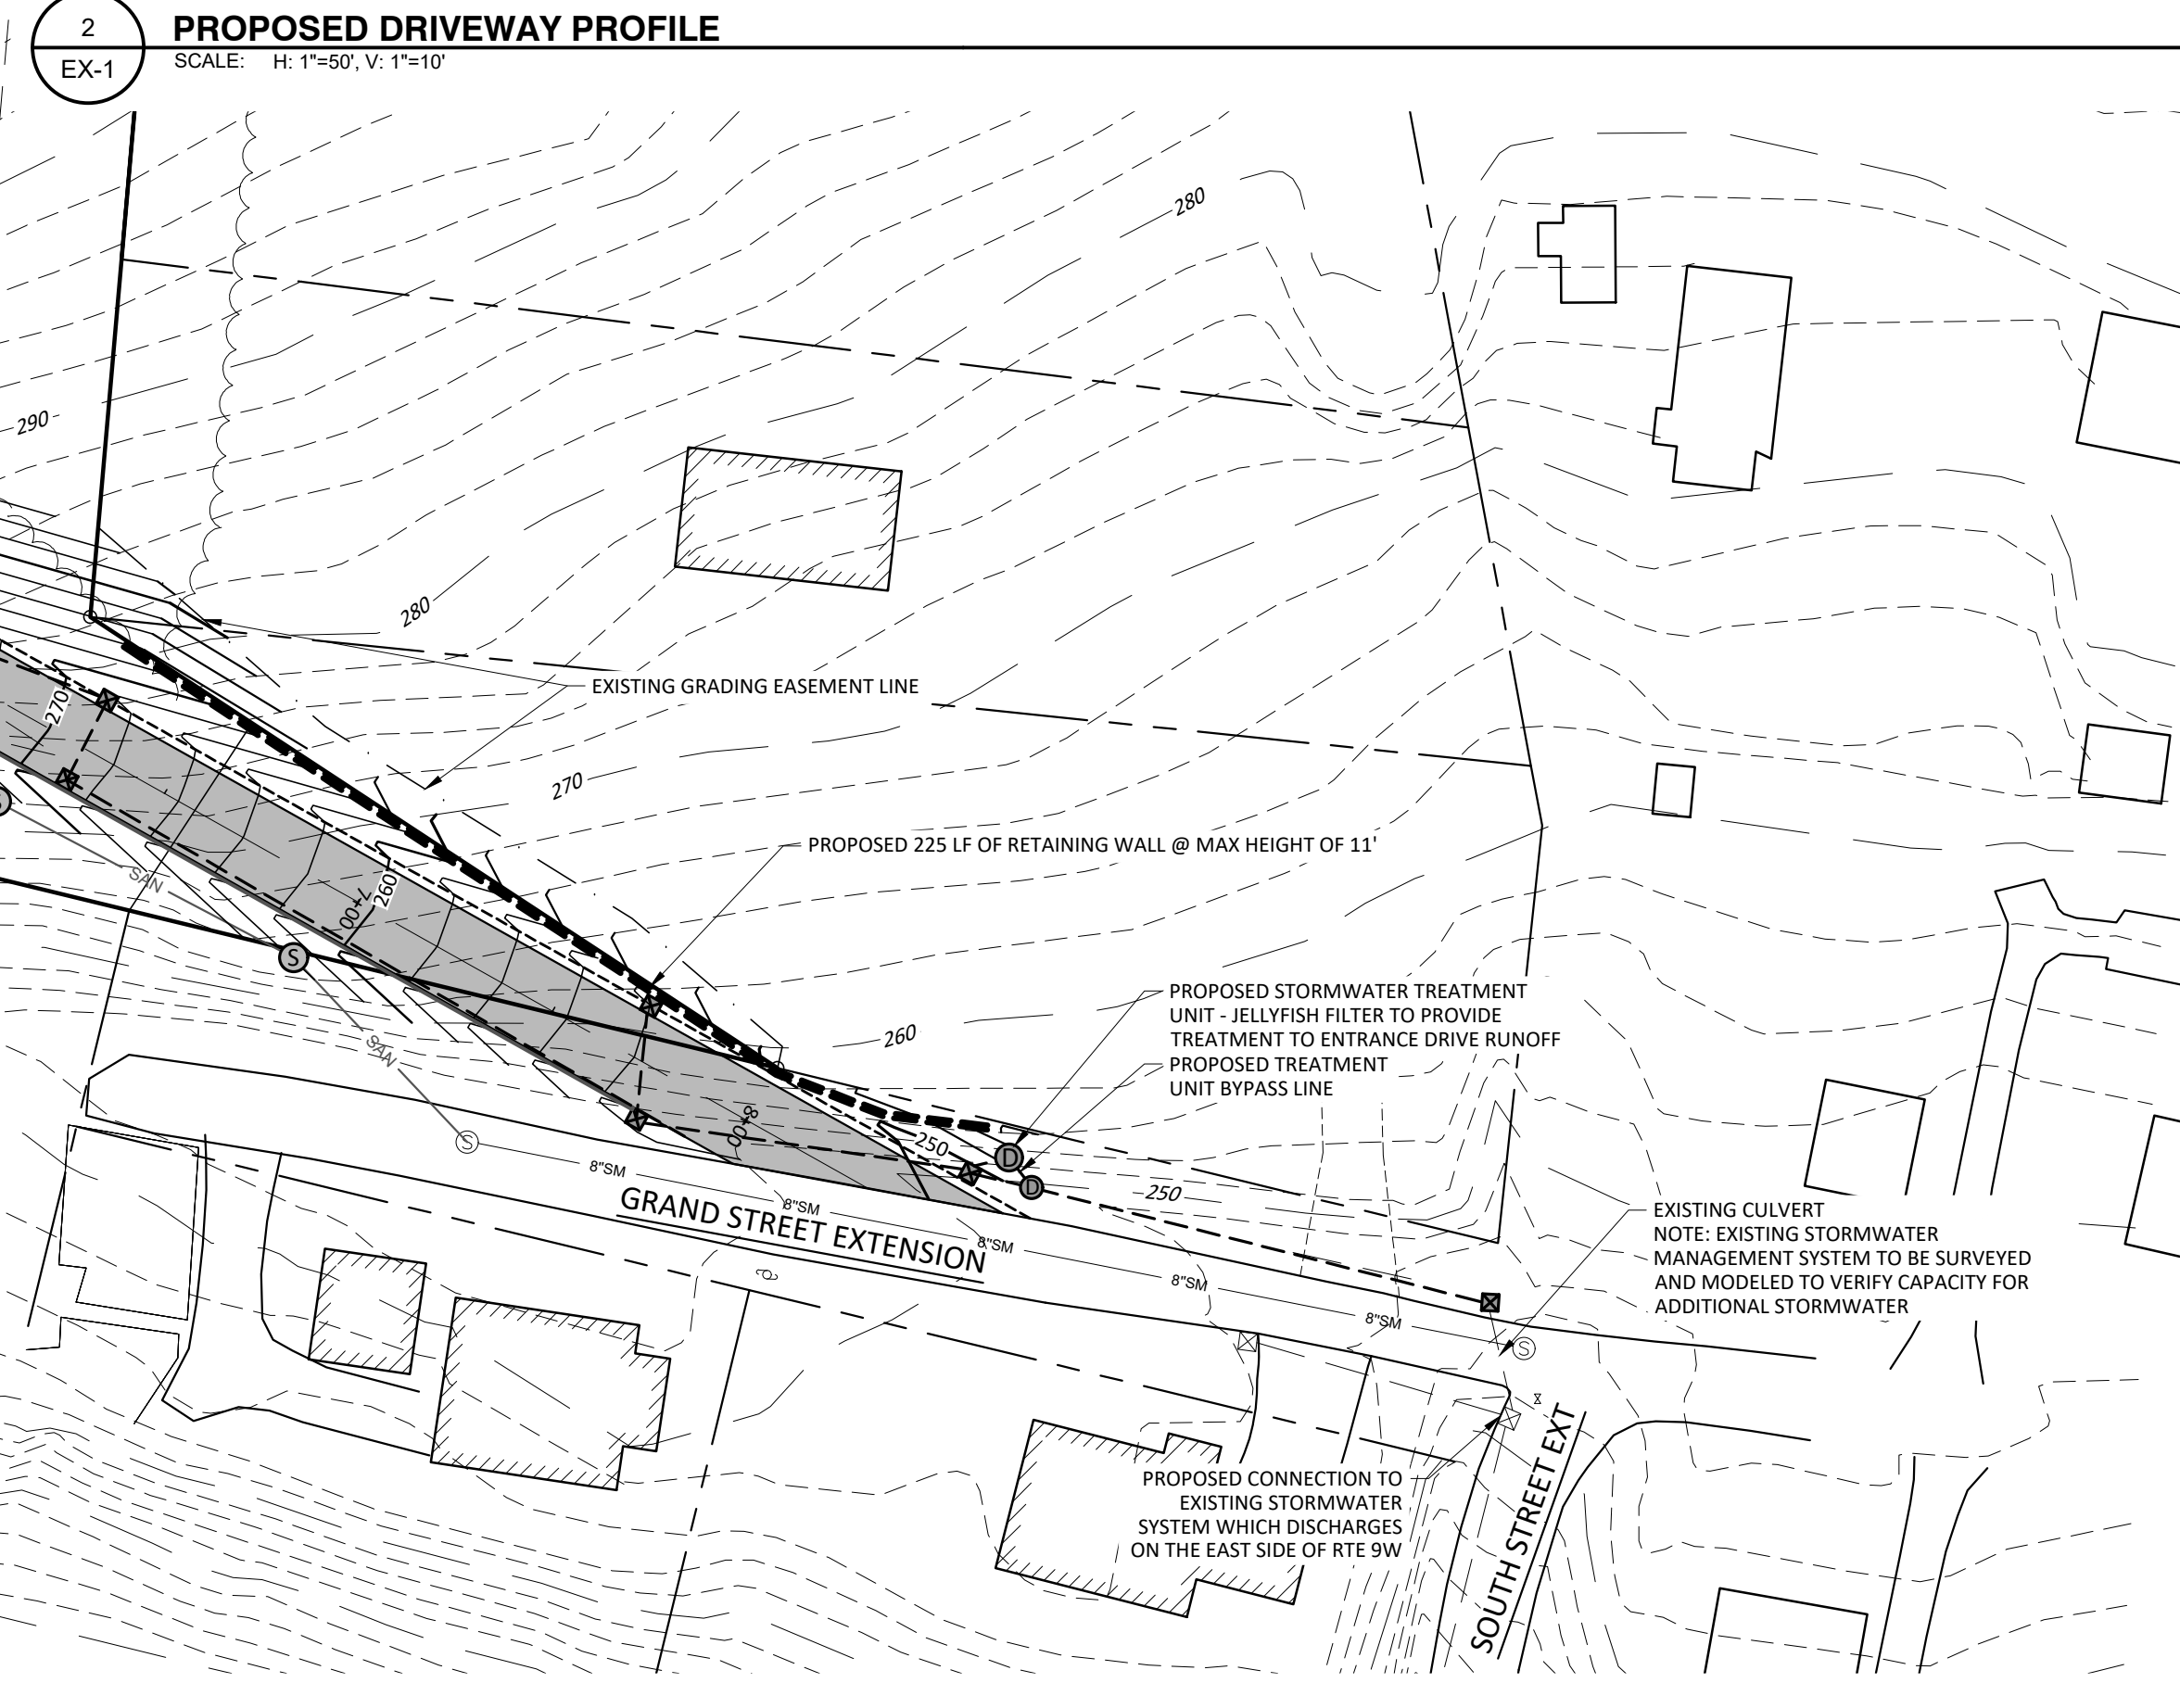 2
EX-1
PROPOSED DRIVEWAY PROFILE
SCALE: H: 1"=50', V: 1"=10'
280
290
280
EXISTING GRADING EASEMENT LINE
270
270
PROPOSED 225 LF OF RETAINING WALL @ MAX HEIGHT OF 11'
SAN
7+00
260
S
SAN
260
PROPOSED STORMWATER TREATMENT
UNIT - JELLYFISH FILTER TO PROVIDE
TREATMENT TO ENTRANCE DRIVE RUNOFF
PROPOSED TREATMENT
UNIT BYPASS LINE
8+00
250
D
D
250
S
8"SM
8"SM
8"SM
8"SM
8"SM
GRAND STREET EXTENSION
EXISTING CULVERT
NOTE: EXISTING STORMWATER
MANAGEMENT SYSTEM TO BE SURVEYED
AND MODELED TO VERIFY CAPACITY FOR
ADDITIONAL STORMWATER
S
PROPOSED CONNECTION TO
EXISTING STORMWATER
SYSTEM WHICH DISCHARGES
ON THE EAST SIDE OF RTE 9W
SOUTH STREET EXT